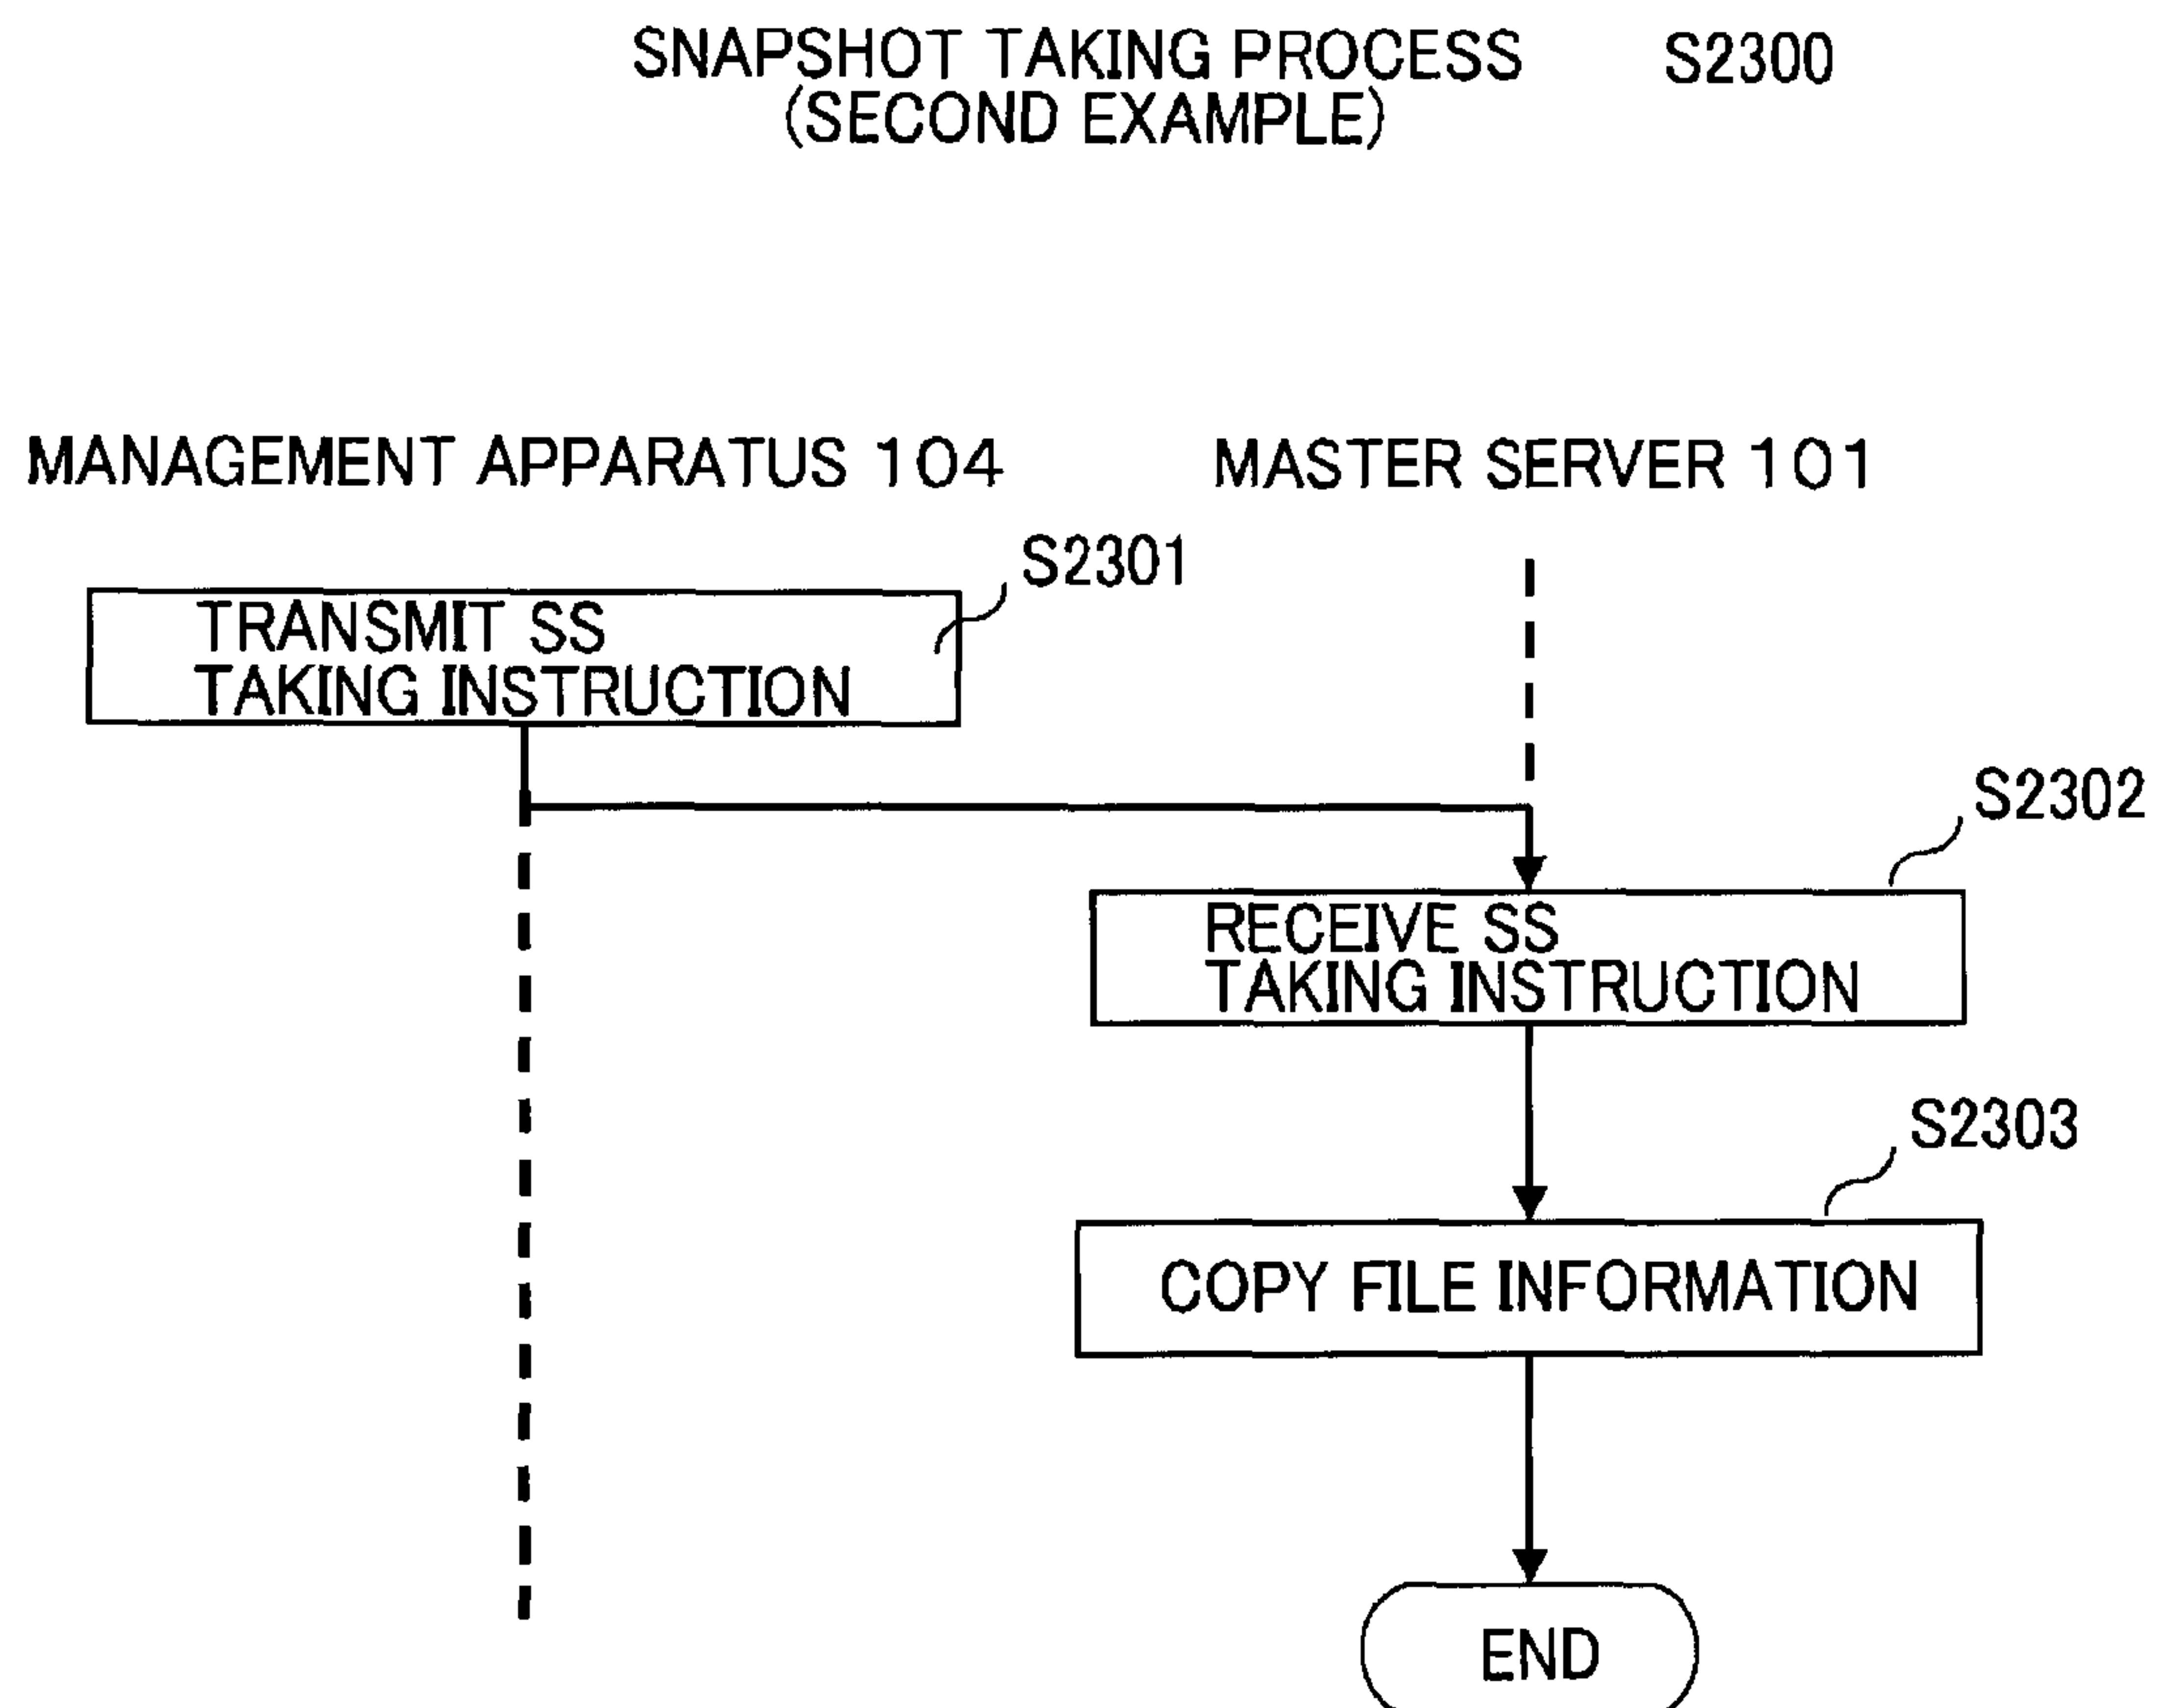 SNAPSHOT TAKING PROCESS S2300
(SECOND EXAMPLE)
MANAGEMENT APPARATUS 104
MASTER SERVER 101
S2301
TRANSMIT SS
TAKING INSTRUCTION
S2302
RECEIVE SS
TAKING INSTRUCTION
S2303
COPY FILE INFORMATION
END